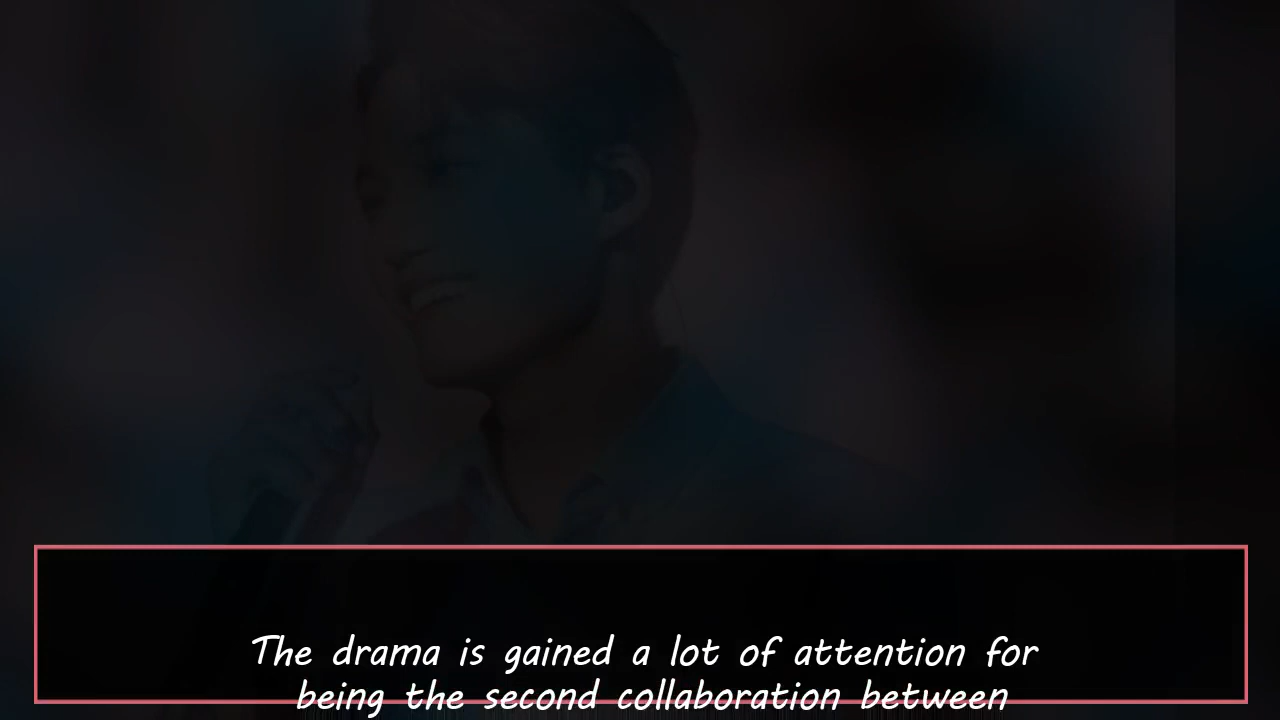 The drama is gained a lot of attention for
being the second collaboration between